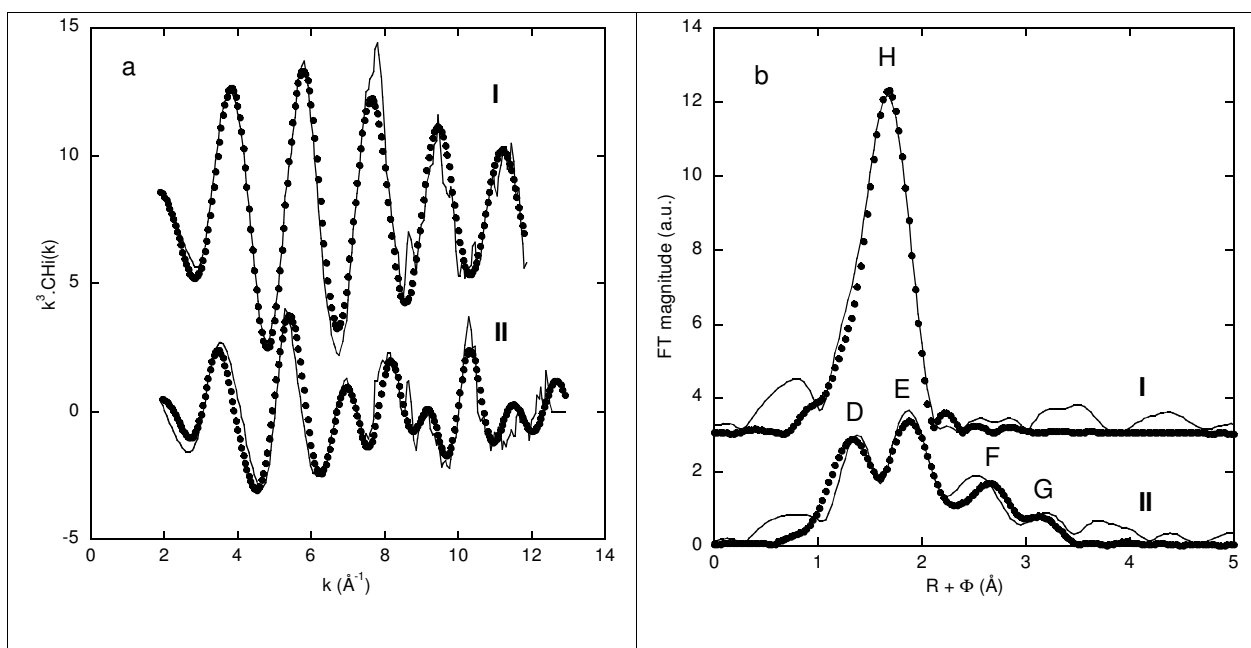 15
10
5
0
-5
k³.CHi(k)
a
I
II
0 2 4 6 8 10 12 14
k (Å⁻¹)
14
12
10
8
6
4
2
0
FT magnitude (a.u.)
b
H
I
D
E
F
G
II
0 1 2 3 4 5
R + Φ (Å)